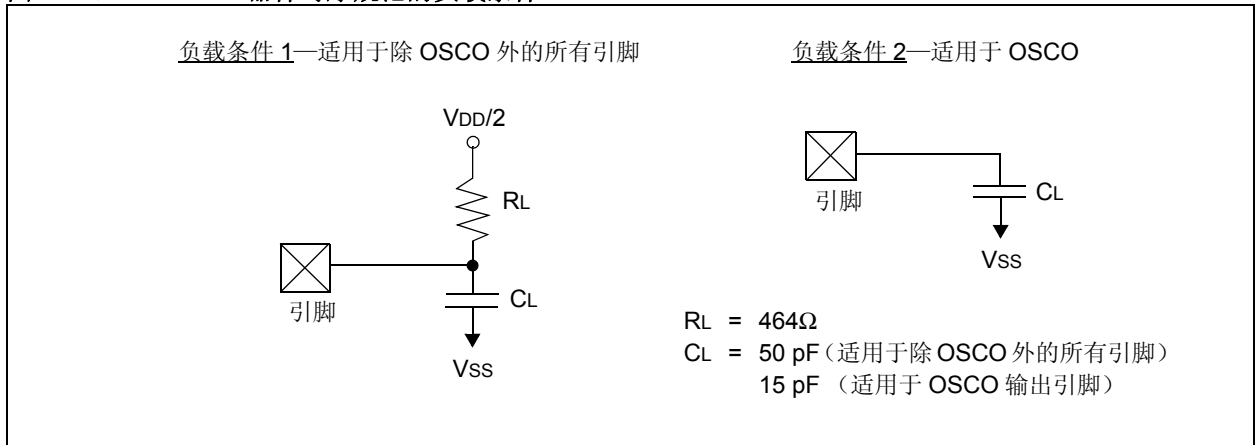 负载条件 1—适用于除 OSCO 外的所有引脚
负载条件 2—适用于 OSCO
VDD/2
RL
引脚
CL
VSS
引脚
CL
VSS
RL = 464Ω
CL = 50 pF（适用于除 OSCO 外的所有引脚）
15 pF （适用于 OSCO 输出引脚）